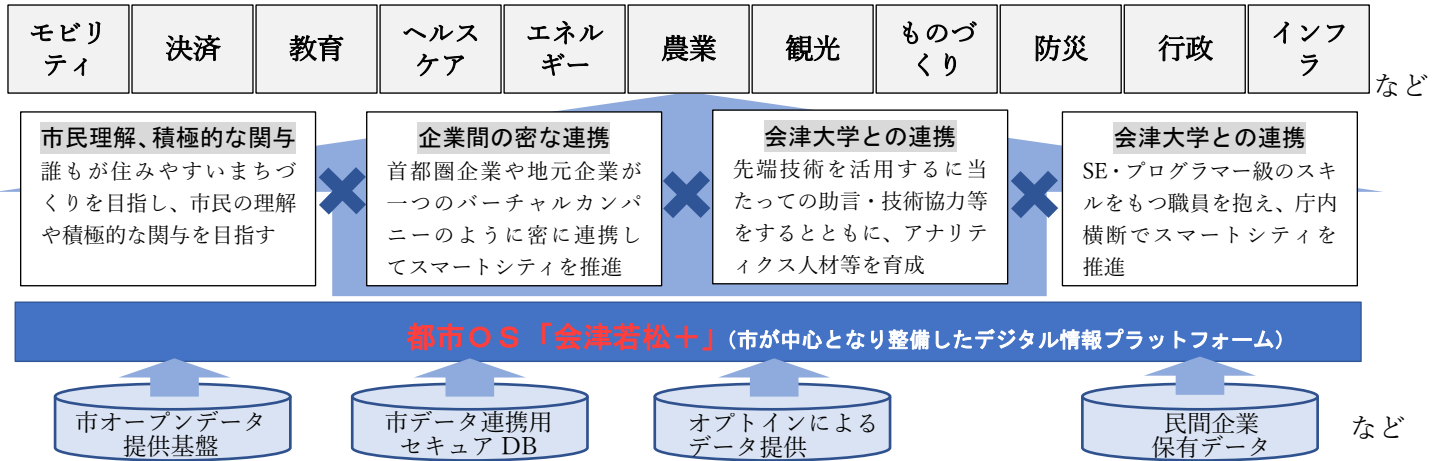 モビリ
ティ
決済
教育
ヘルス
ケア
エネル
ギー
農業
観光
ものづ
くり
防災
行政
インフ
ラ
など
市民理解、積極的な関与
誰もが住みやすいまちづ
くりを目指し、市民の理解
や積極的な関与を目指す
企業間の密な連携
首都圏企業や地元企業が
一つのバーチャルカンパ
ニーのように密に連携し
てスマートシティを推進
会津大学との連携
先端技術を活用するに当
たっての助言・技術協力等
をするとともに、アナリテ
ィクス人材等を育成
会津大学との連携
SE・プログラマー級のスキ
ルをもつ職員を抱え、庁内
横断でスマートシティを
推進
都市OS「会津若松＋」(市が中心となり整備したデジタル情報プラットフォーム)
市オープンデータ
提供基盤
市データ連携用
セキュア DB
オプトインによる
データ提供
民間企業
保有データ
など